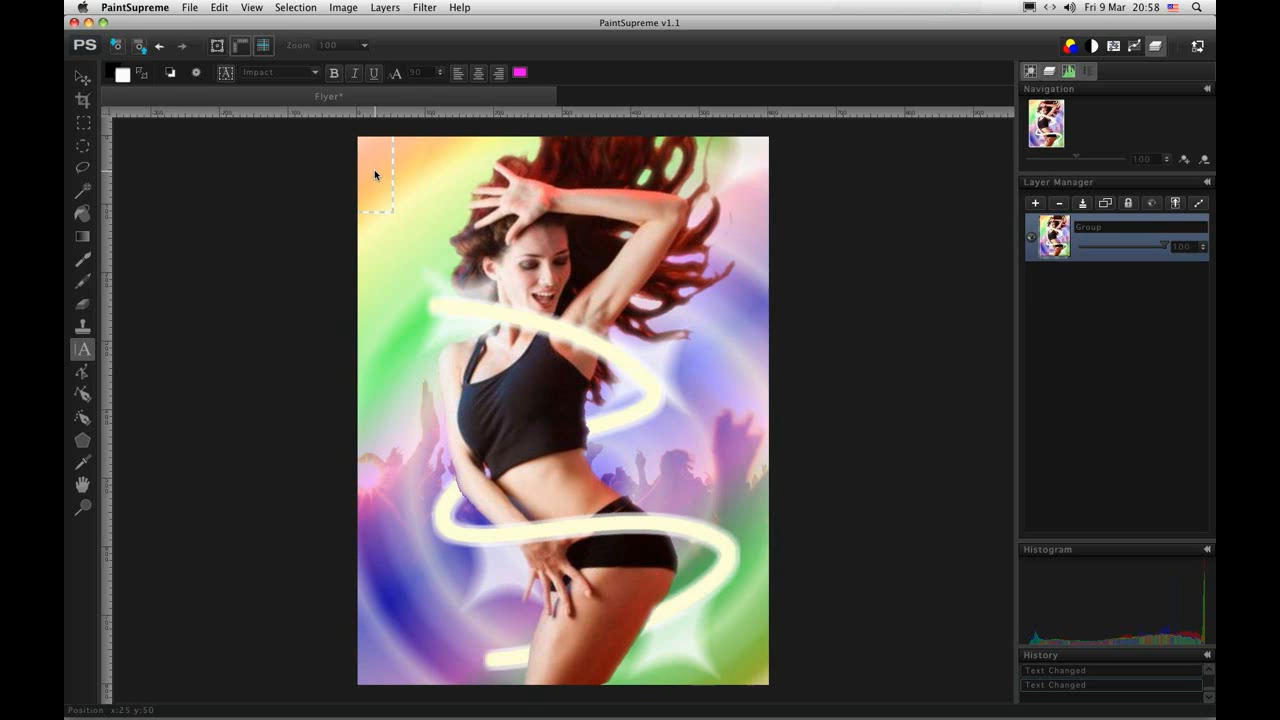 PaintSupreme File Edit View Selection Image Layers Filter Help Fri 9 Mar 20:58
PaintSupreme v1.1
PS Zoom 100
Impact B I U AA 90
Flyer*
Navigation
100
Layer Manager
Group
100
Histogram
History
Text Changed
Text Changed
Position x:25 y:50